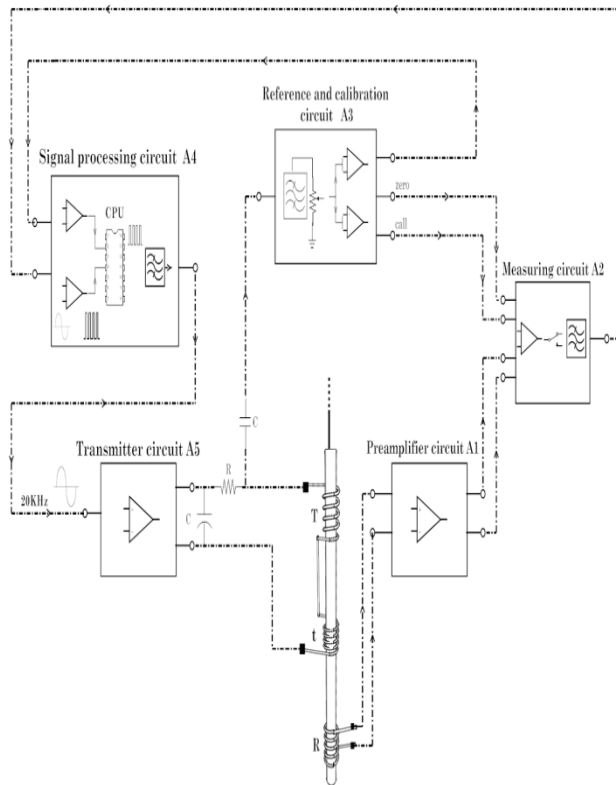 Reference and calibration
circuit A3
Signal processing circuit A4
CPU
zero
call
Measuring circuit A2
C
Transmitter circuit A5
R
Preamplifier circuit A1
20KHz
C
T
t
R